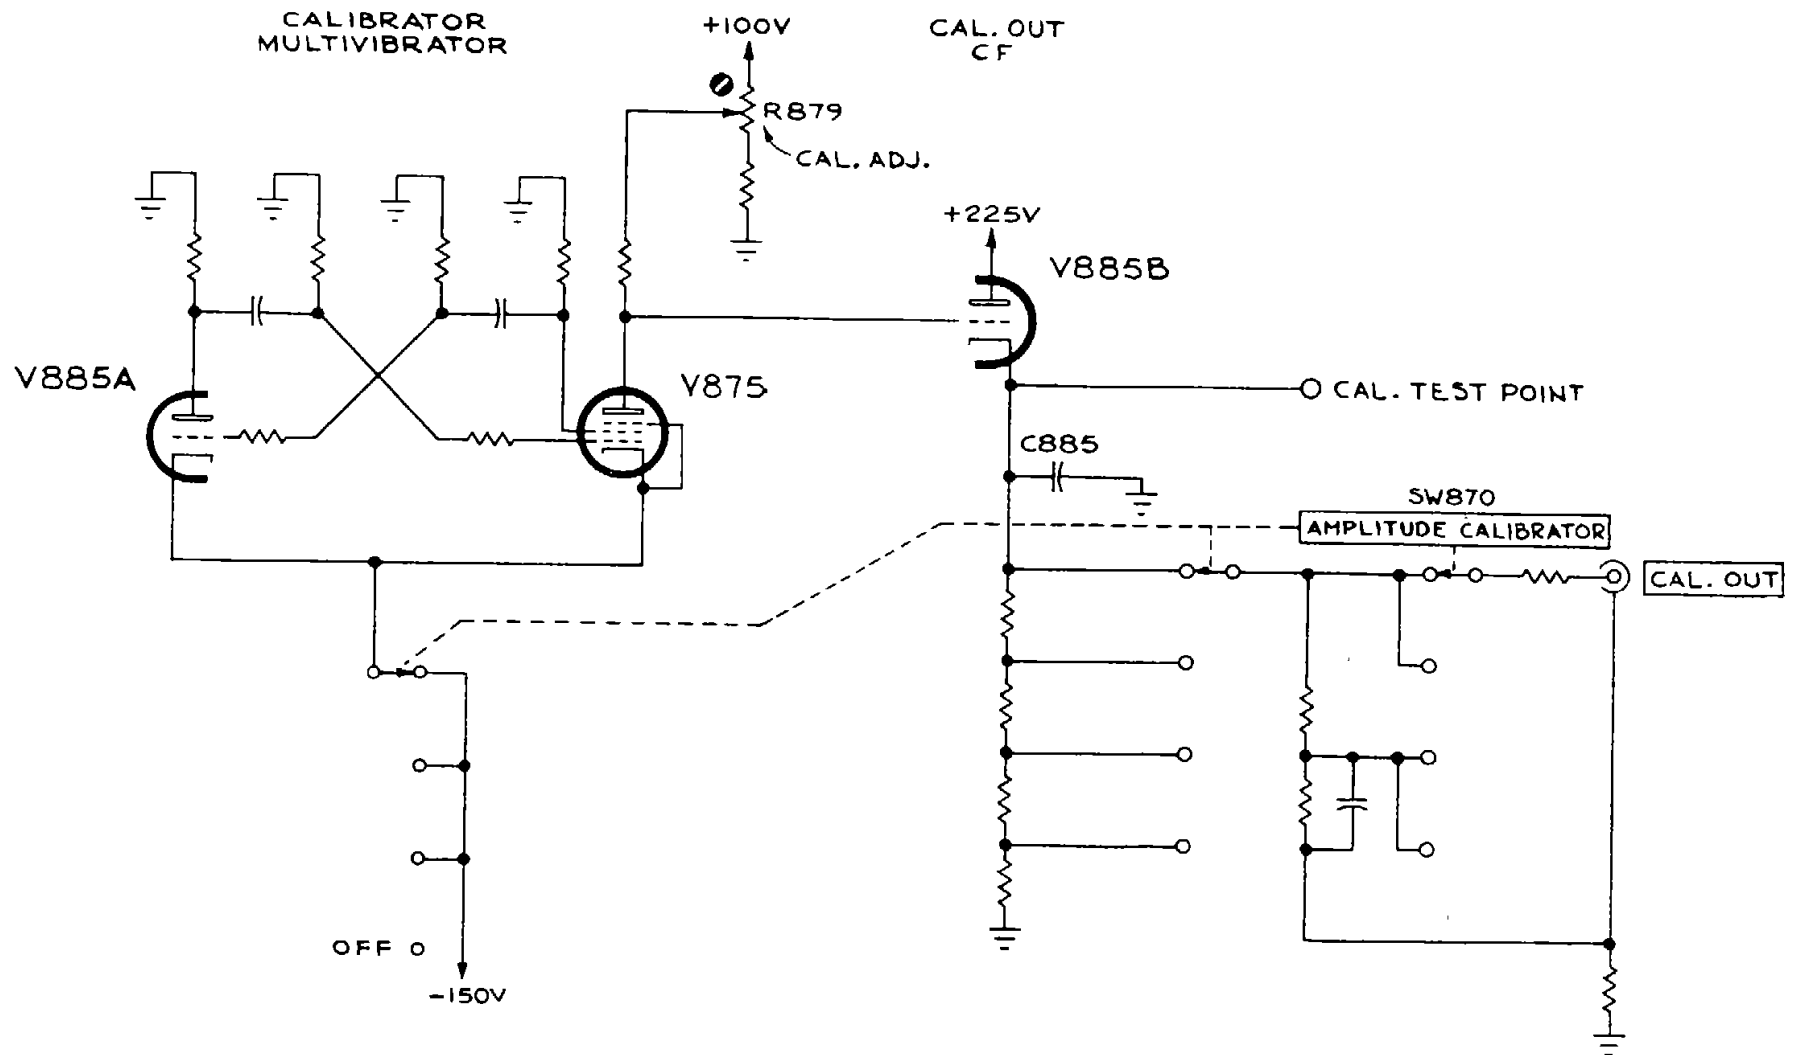 CALIBRATOR
MULTIVIBRATOR
+100V
CAL. OUT
CF
R879
CAL. ADJ.
+225V
V885B
V885A
V875
CAL. TEST POINT
C885
SW870
AMPLITUDE CALIBRATOR
CAL. OUT
OFF
-150V